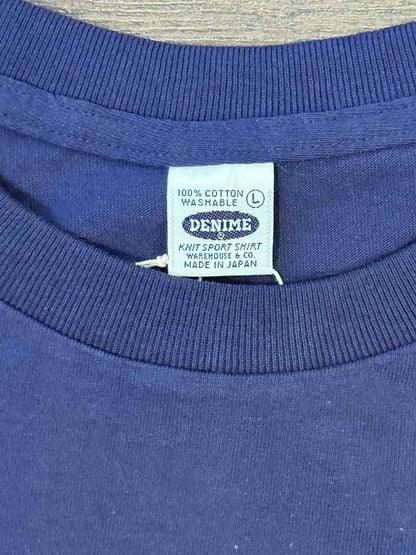 100% COTTON
WASHABLE L
DENIME
KNIT SPORT SHIRT
WAREHOUSE & CO.
MADE IN JAPAN